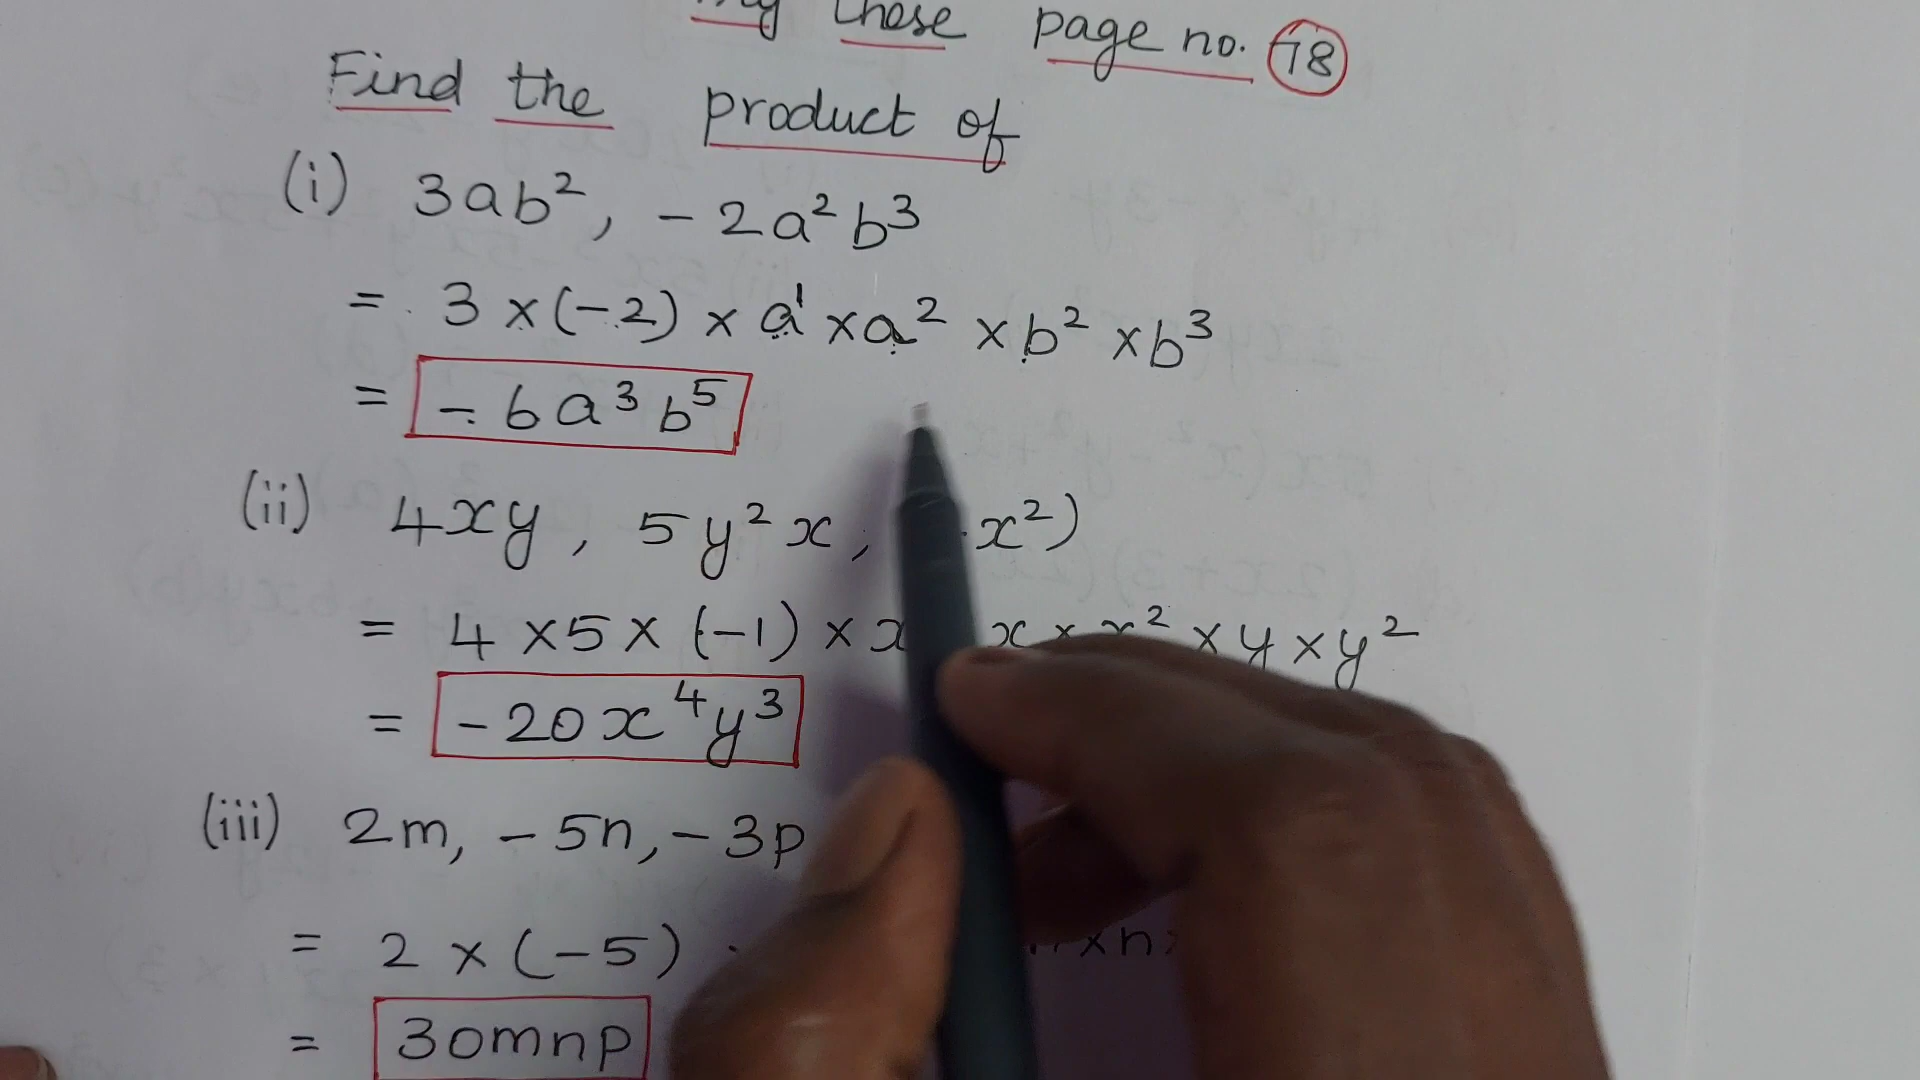 these page no. 78
Find the product of
(i) 3ab², -2a²b³
= 3 × (-2) × a¹ × a² × b² × b³
= -6a³b⁵
(ii) 4xy, 5y²x, x²)
= 4 × 5 × (-1) × x x × x² × y × y²
= -20x⁴y³
(iii) 2m, -5n, -3p
= 2 × (-5) × n
= 30mnp